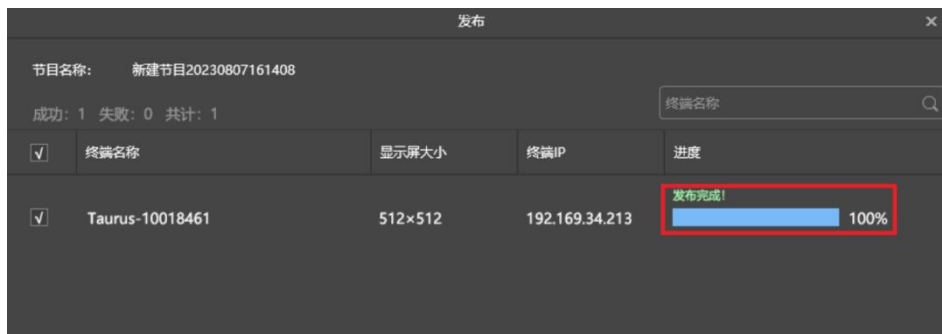 发布
节目名称： 新建节目20230807161408
成功：1 失败：0 共计：1
终端名称
终端名称 显示屏大小 终端IP 进度
发布完成！
Taurus-10018461 512×512 192.169.34.213 100%